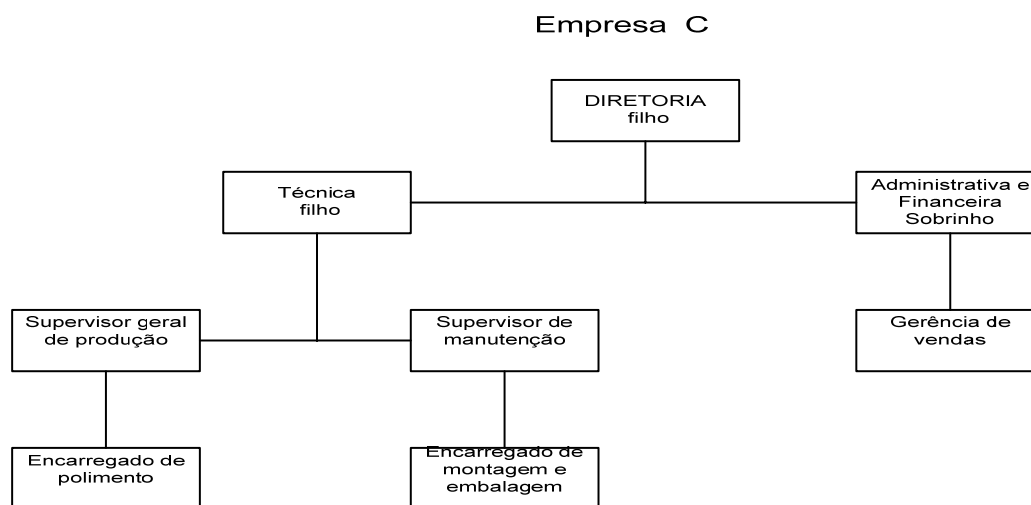 Empresa C
DIRETORIA
filho
Técnica
filho
Administrativa e
Financeira
Sobrinho
Supervisor geral
de produção
Supervisor de
manutenção
Gerência de
vendas
Encarregado de
polimento
Encarregado de
montagem e
embalagem